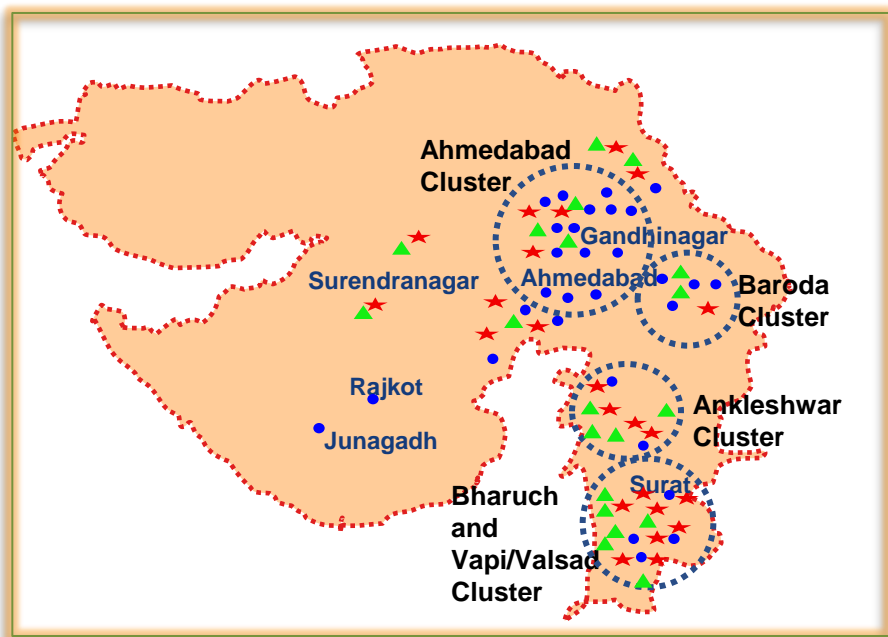 Ahmedabad
Cluster
Gandhinagar
Ahmedabad
Surendranagar
Baroda
Cluster
Rajkot
Junagadh
Ankleshwar
Cluster
Surat
Bharuch
and
Vapi/Valsad
Cluster